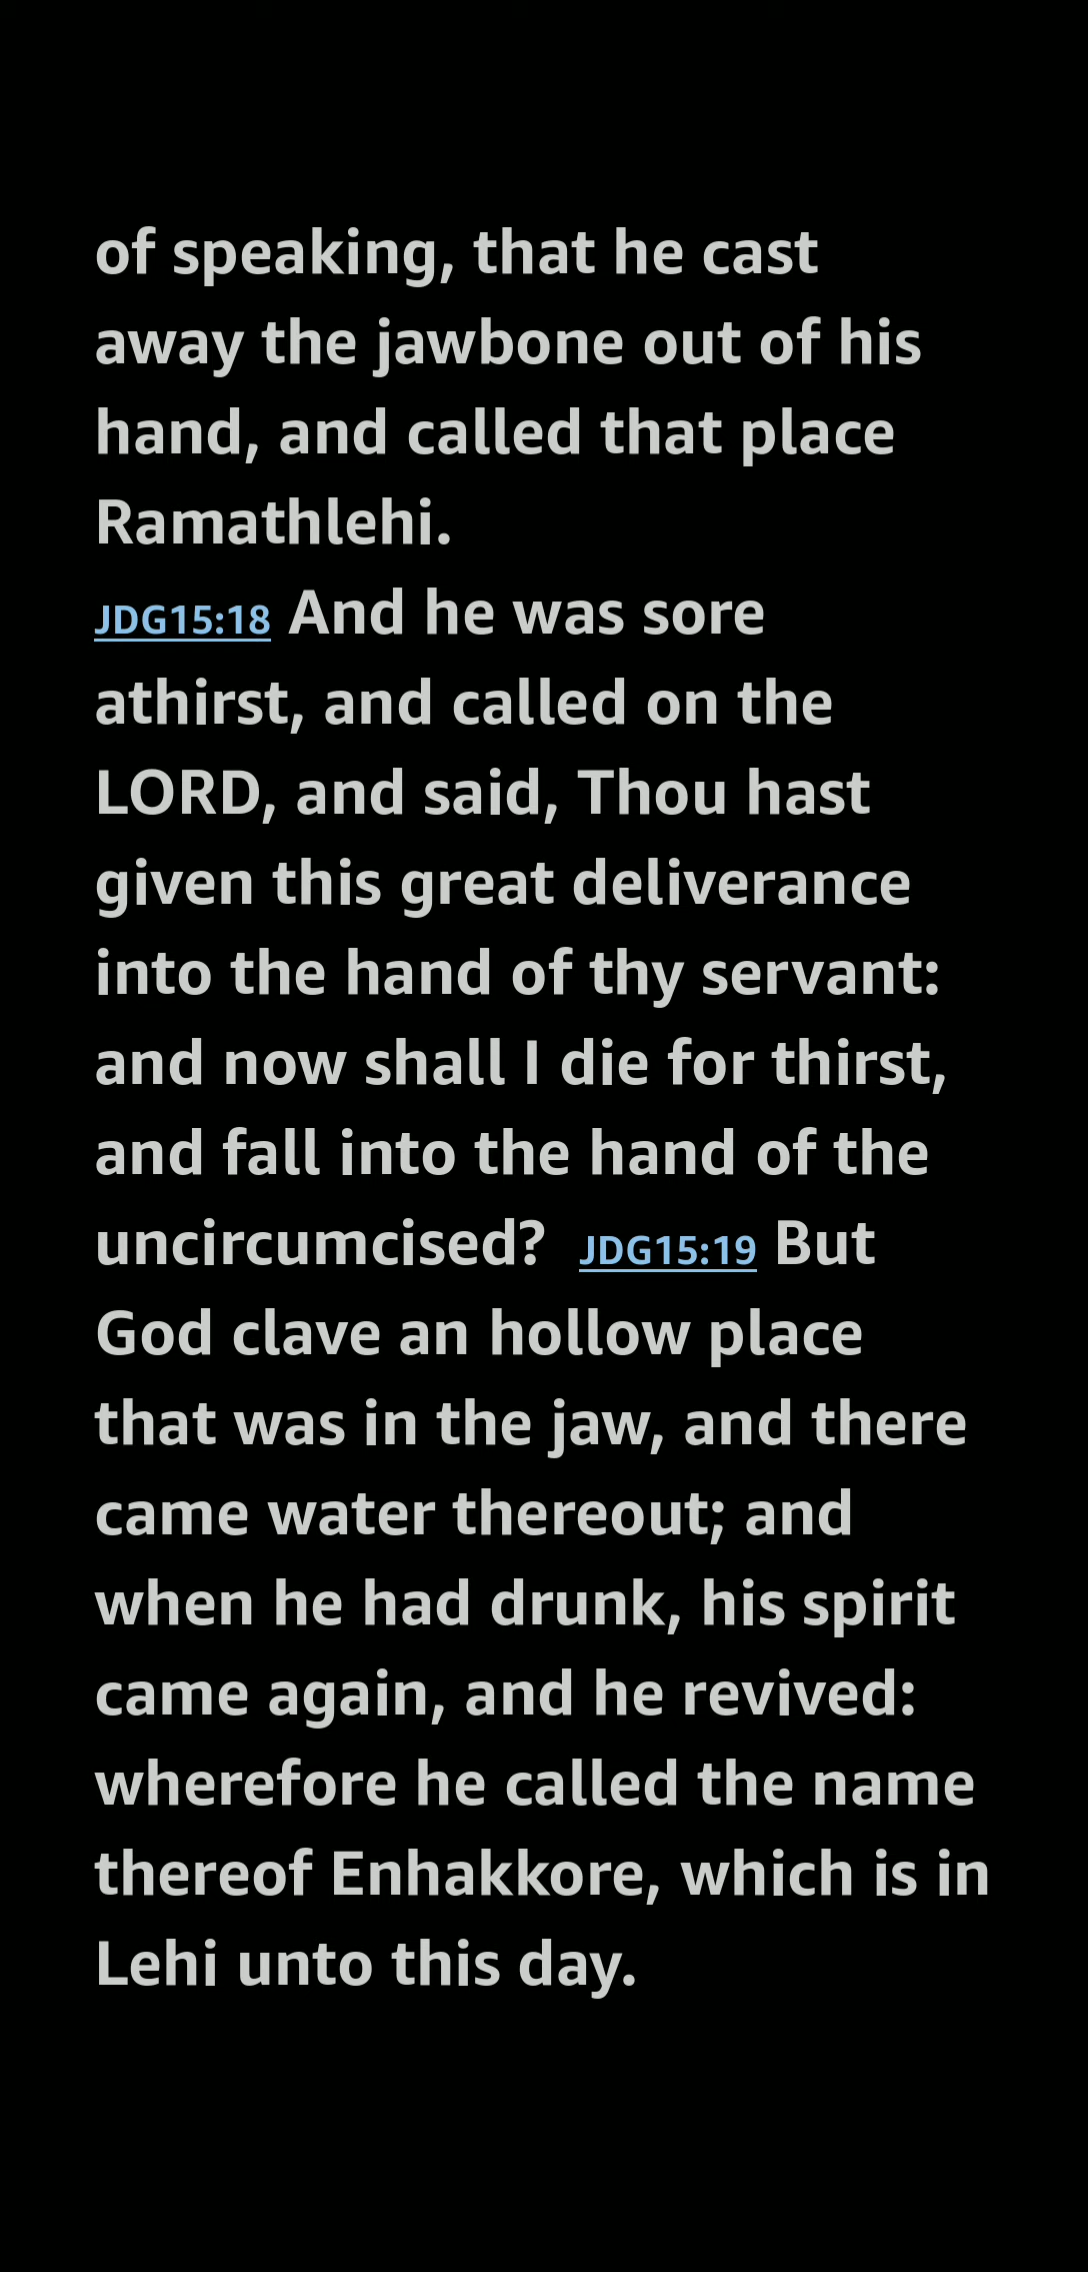 of speaking, that he cast
away the jawbone out of his
hand, and called that place
Ramathlehi.
JDG15:18 And he was sore
athirst, and called on the
LORD, and said, Thou hast
given this great deliverance
into the hand of thy servant:
and now shall I die for thirst,
and fall into the hand of the
uncircumcised? JDG15:19 But
God clave an hollow place
that was in the jaw, and there
came water thereout; and
when he had drunk, his spirit
came again, and he revived:
wherefore he called the name
thereof Enhakkore, which is in
Lehi unto this day.